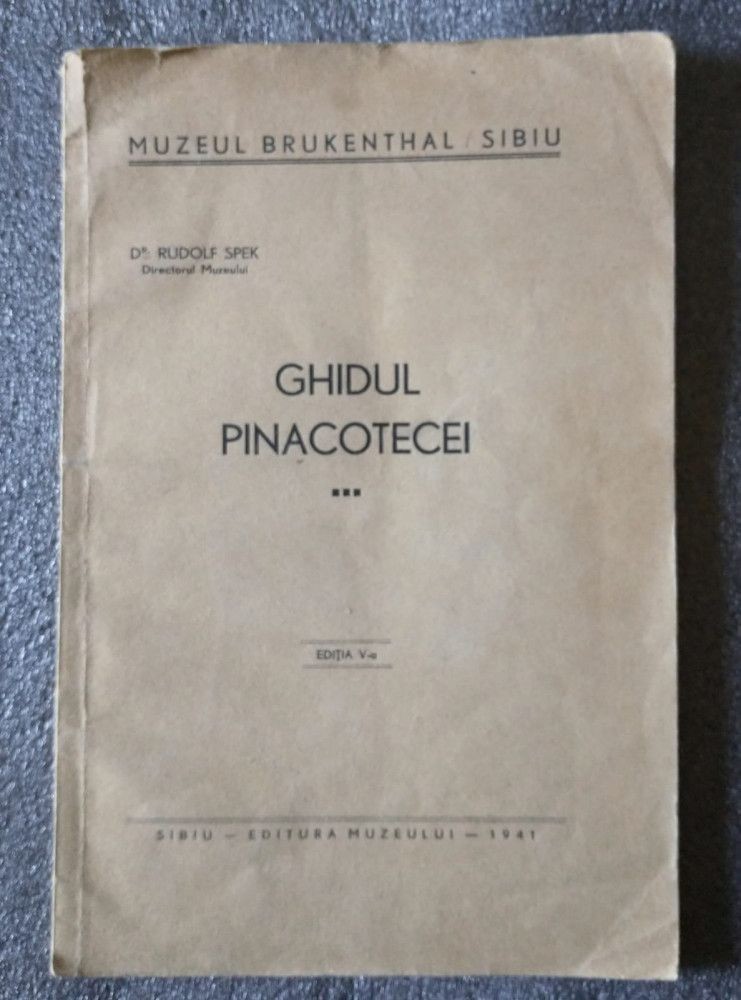 MUZEUL BRUKENTHAL / SIBIU
Dr. RUDOLF SPEK
Directorul Muzeului
GHIDUL
PINACOTECEI
EDIȚIA V-a
SIBIU — EDITURA MUZEULUI — 1941